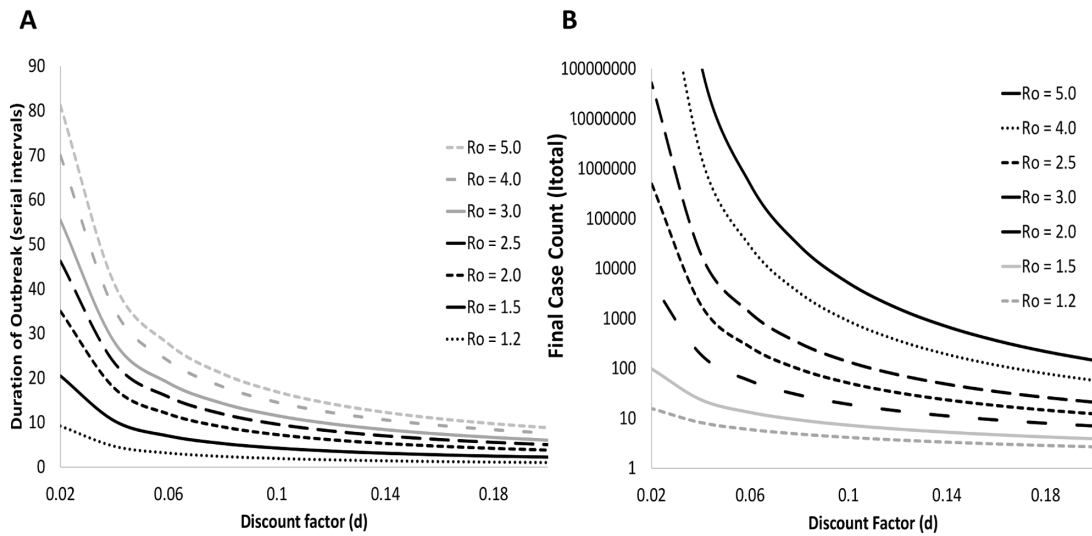 A
Duration of Outbreak (serial intervals)
90
80
70
60
50
40
30
20
10
0
0.02 0.06 0.1 0.14 0.18
Discount factor (d)
Ro = 5.0
Ro = 4.0
Ro = 3.0
Ro = 2.5
Ro = 2.0
Ro = 1.5
Ro = 1.2
B
Final Case Count (Itotal)
100000000
10000000
1000000
100000
10000
1000
100
10
1
0.02 0.06 0.1 0.14 0.18
Discount Factor (d)
Ro = 5.0
Ro = 4.0
Ro = 2.5
Ro = 3.0
Ro = 2.0
Ro = 1.5
Ro = 1.2